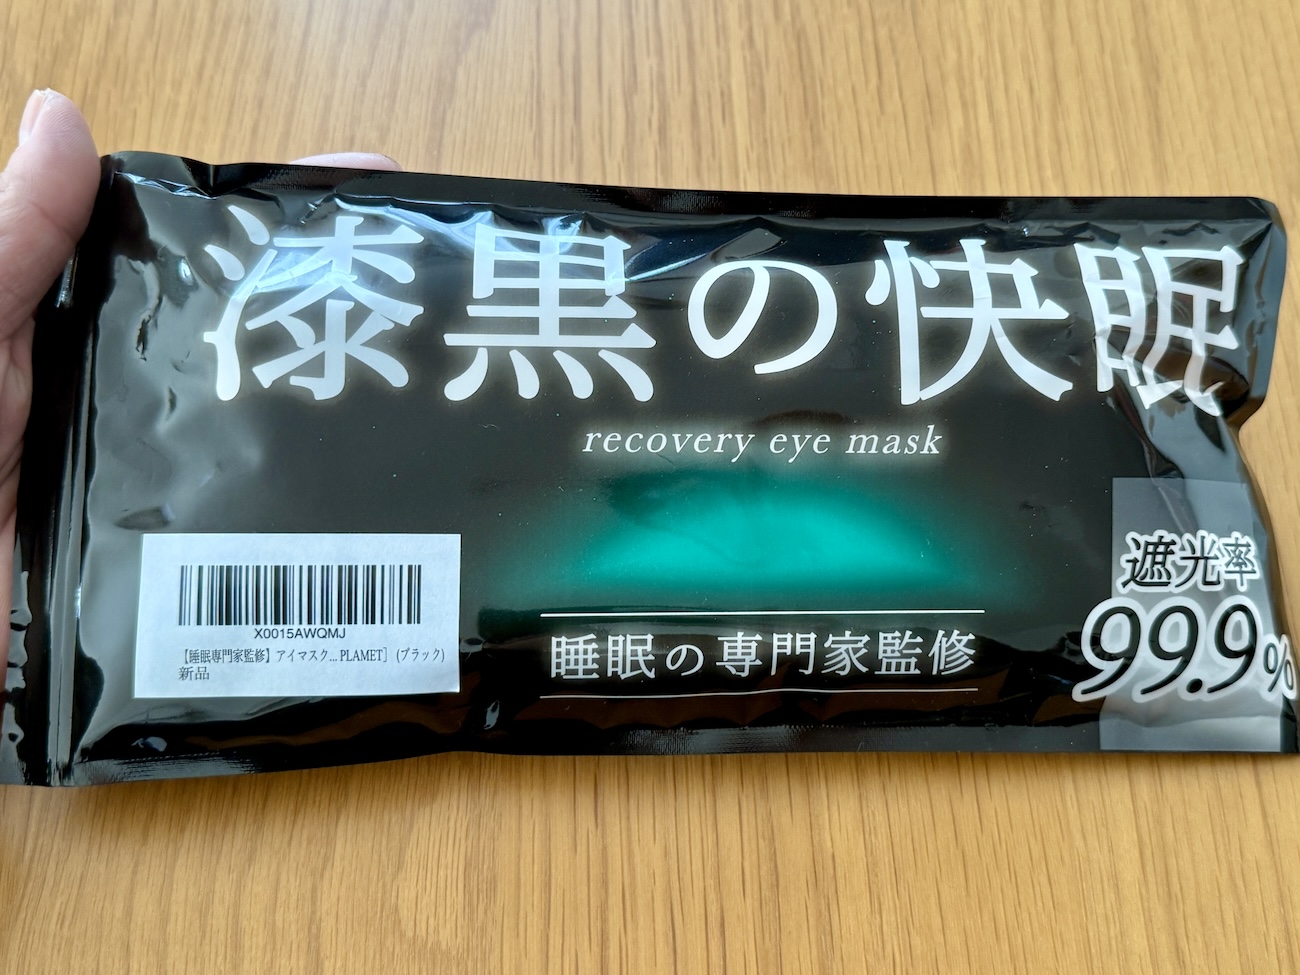 漆黒の快眠
recovery eye mask
遮光率
99.9%
睡眠の専門家監修
X0015AWQMJ
【睡眠専門家監修】アイマスク... PLAMET］ (ブラック)
新品